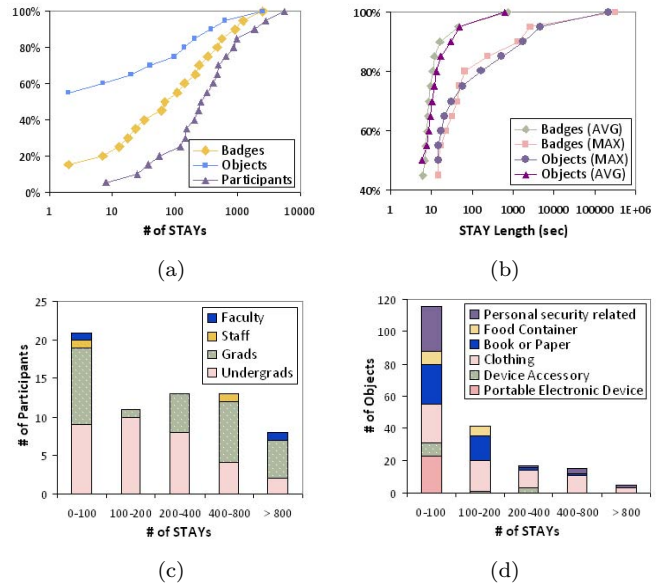 100%
80%
60%
40%
20%
0%
Badges
Objects
Participants
1 10 100 1000 10000
# of STAYs
(a)
100%
80%
60%
40%
Badges (AVG)
Badges (MAX)
Objects (MAX)
Objects (AVG)
1 10 100 1000 10000 100000 1E+06
STAY Length (sec)
(b)
# of Participants
25
20
15
10
5
0
Faculty
Staff
Grads
Undergrads
0-100 100-200 200-400 400-800 > 800
# of STAYs
(c)
# of Objects
120
100
80
60
40
20
0
Personal security related
Food Container
Book or Paper
Clothing
Device Accessory
Portable Electronic Device
0-100 100-200 200-400 400-800 > 800
# of STAYs
(d)